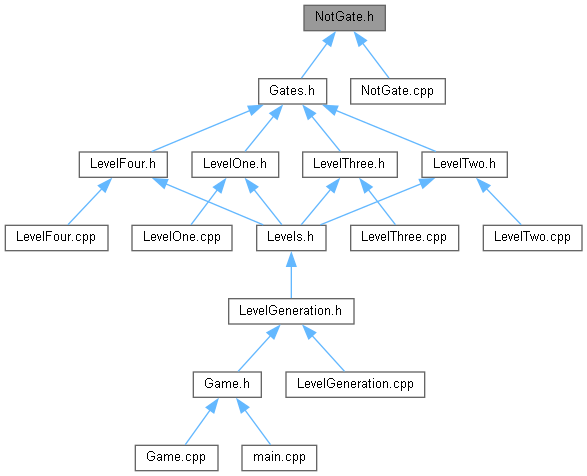 NotGate.h
Gates.h
NotGate.cpp
LevelFour.h
LevelOne.h
LevelThree.h
LevelTwo.h
LevelFour.cpp
LevelOne.cpp
Levels.h
LevelThree.cpp
LevelTwo.cpp
LevelGeneration.h
Game.h
LevelGeneration.cpp
Game.cpp
main.cpp